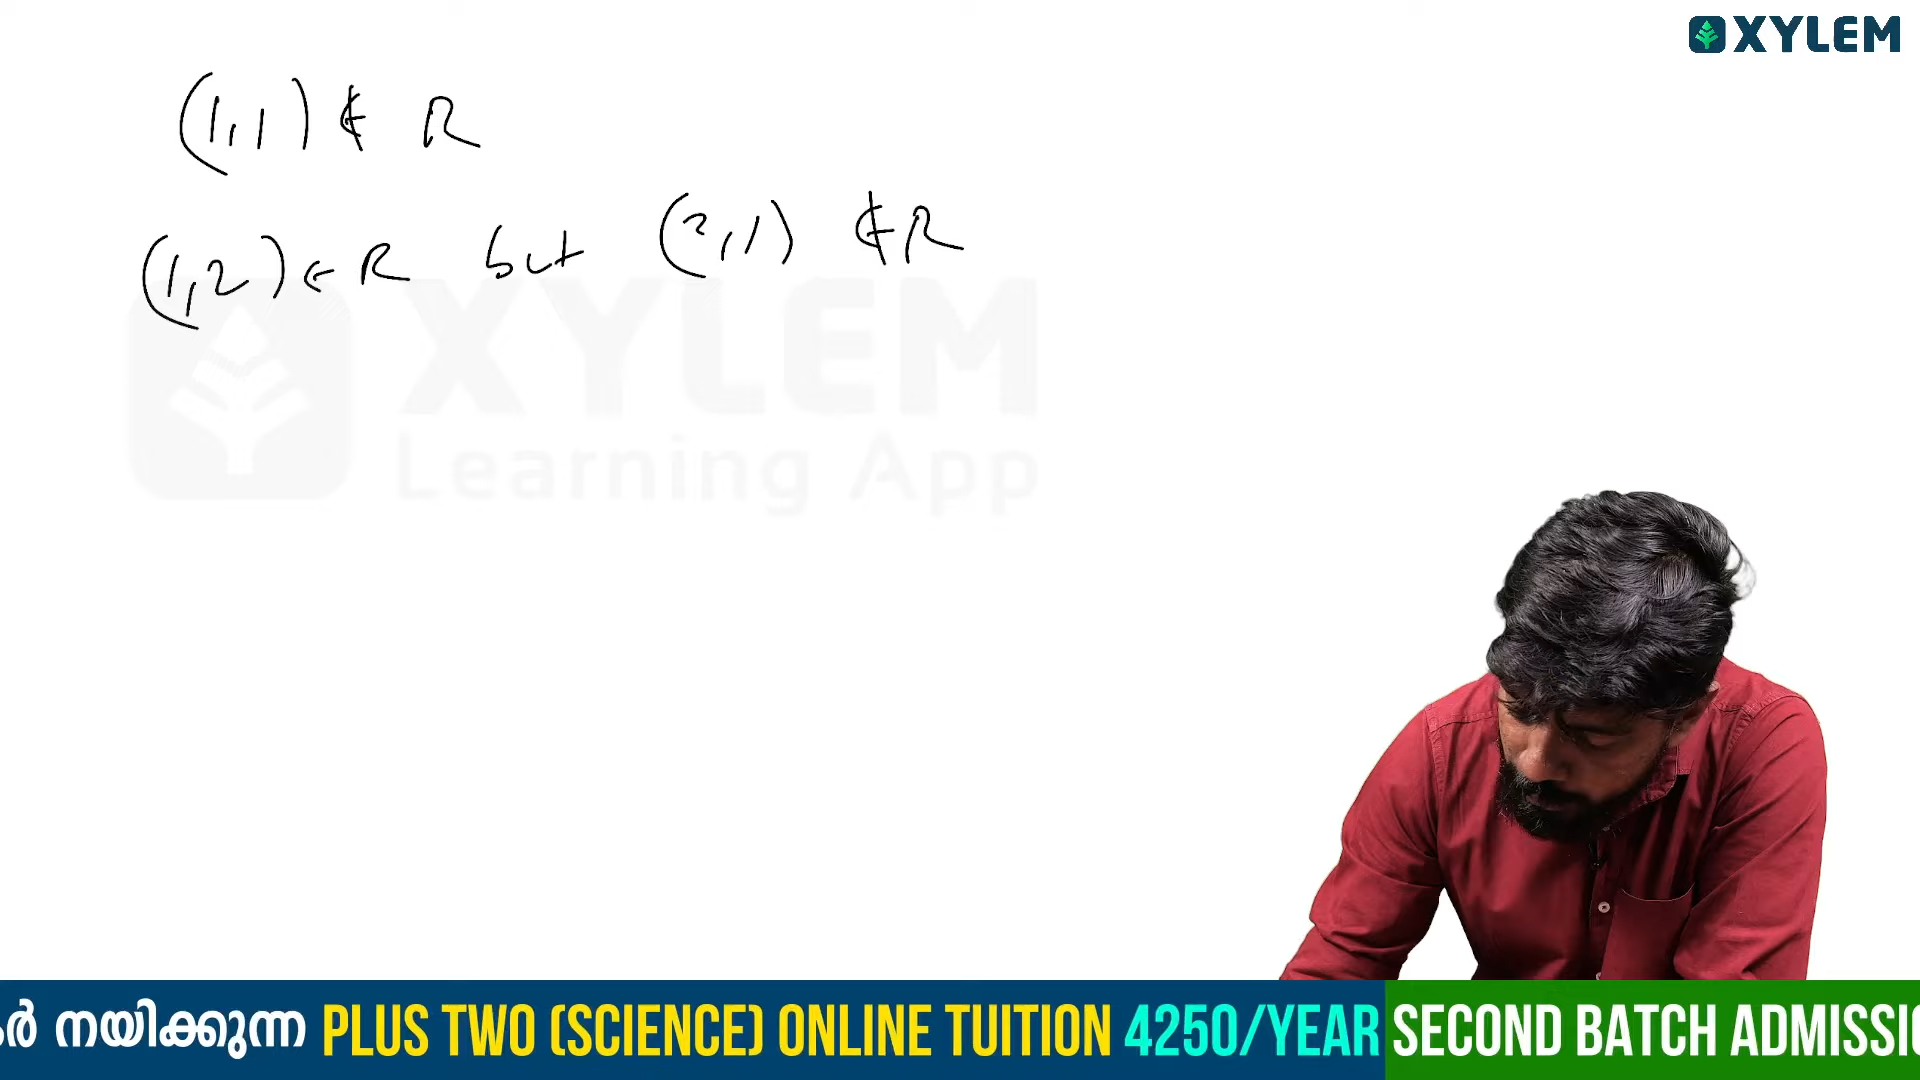 XYLEM
(1,1) ∉ R
(1,2) ∈ R but (2,1) ∉ R
XYLEM
Learning App
നയിക്കുന്ന PLUS TWO (SCIENCE) ONLINE TUITION 4250/YEAR SECOND BATCH ADMISSI